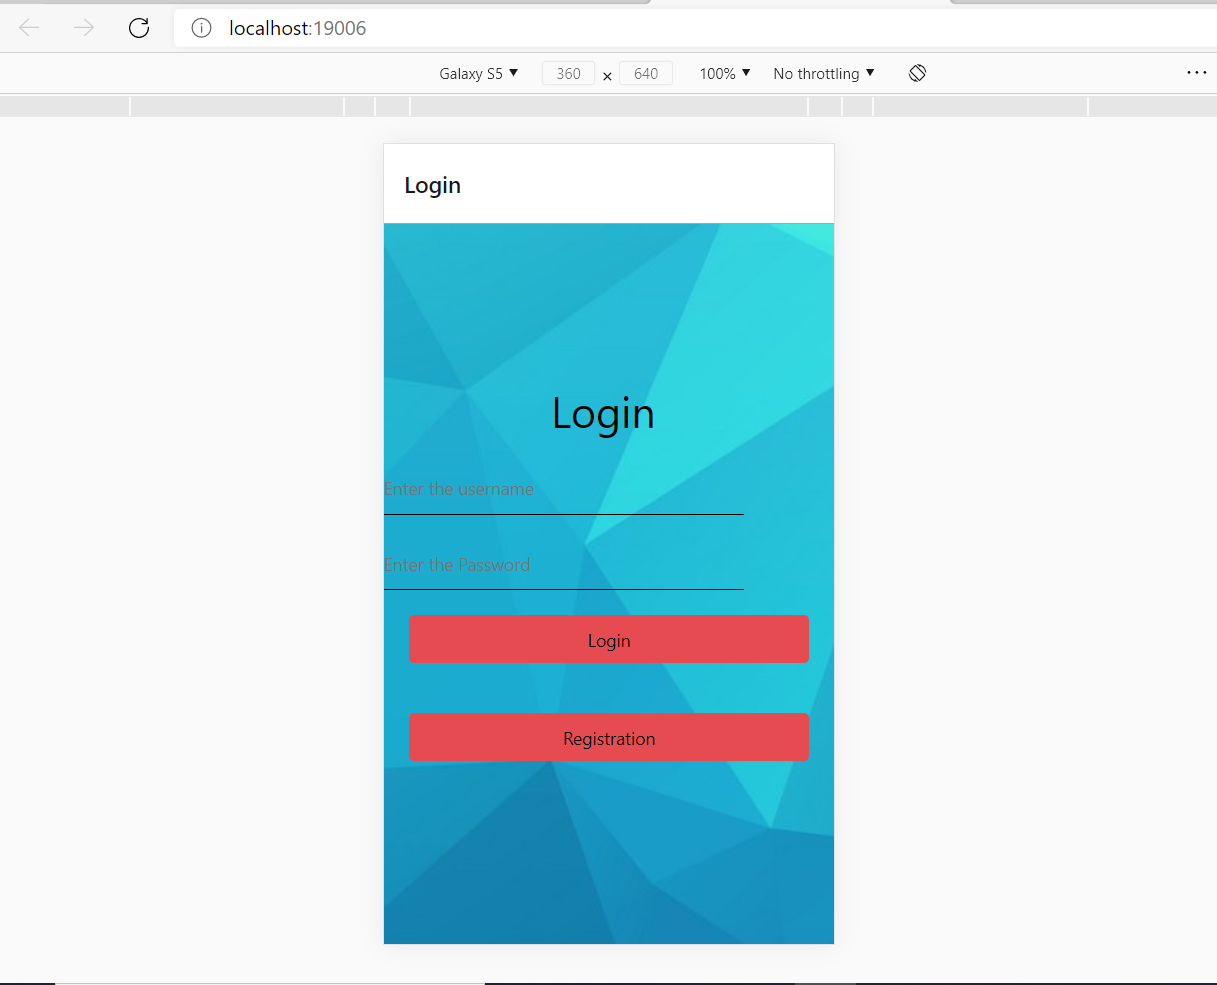 localhost:19006
Galaxy S5 ▼ 360 × 640 100% ▼ No throttling ▼
Login
Login
Enter the username
Enter the Password
Login
Registration